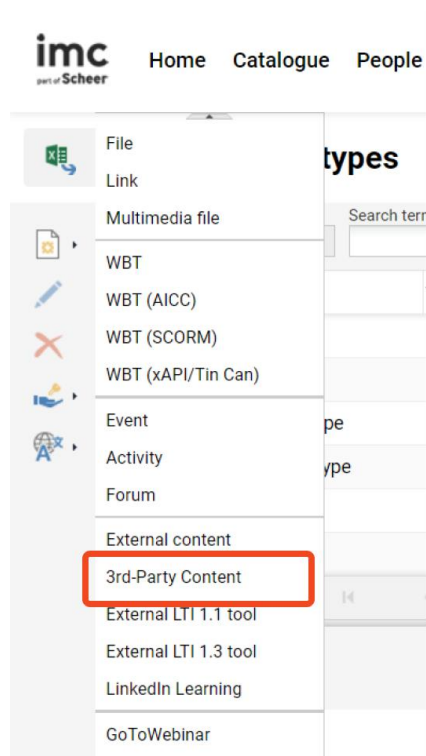 imc
part of Scheer
Home Catalogue People
File
types
Link
Multimedia file
Search term
WBT
WBT (AICC)
WBT (SCORM)
WBT (xAPI/Tin Can)
Event
pe
Activity
ype
Forum
External content
3rd-Party Content
External LTI 1.1 tool
External LTI 1.3 tool
LinkedIn Learning
GoToWebinar